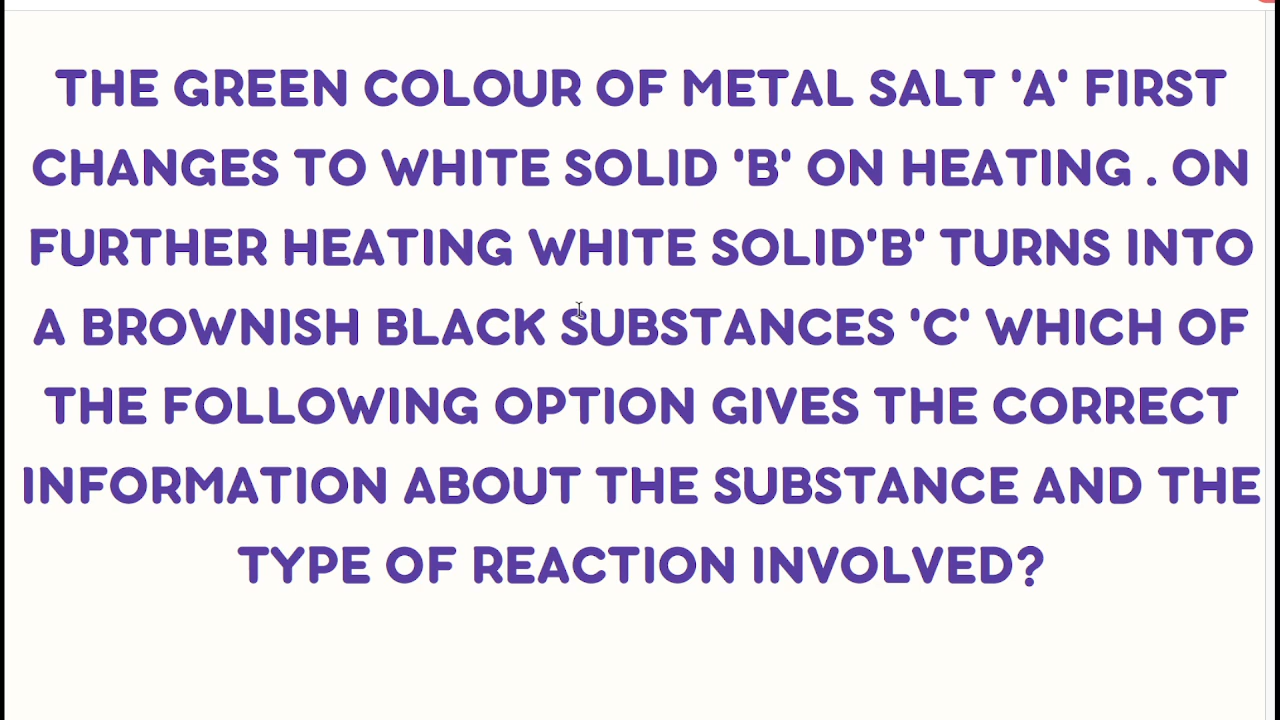 THE GREEN COLOUR OF METAL SALT 'A' FIRST
CHANGES TO WHITE SOLID 'B' ON HEATING . ON
FURTHER HEATING WHITE SOLID'B' TURNS INTO
A BROWNISH BLACK SUBSTANCES 'C' WHICH OF
THE FOLLOWING OPTION GIVES THE CORRECT
INFORMATION ABOUT THE SUBSTANCE AND THE
TYPE OF REACTION INVOLVED?